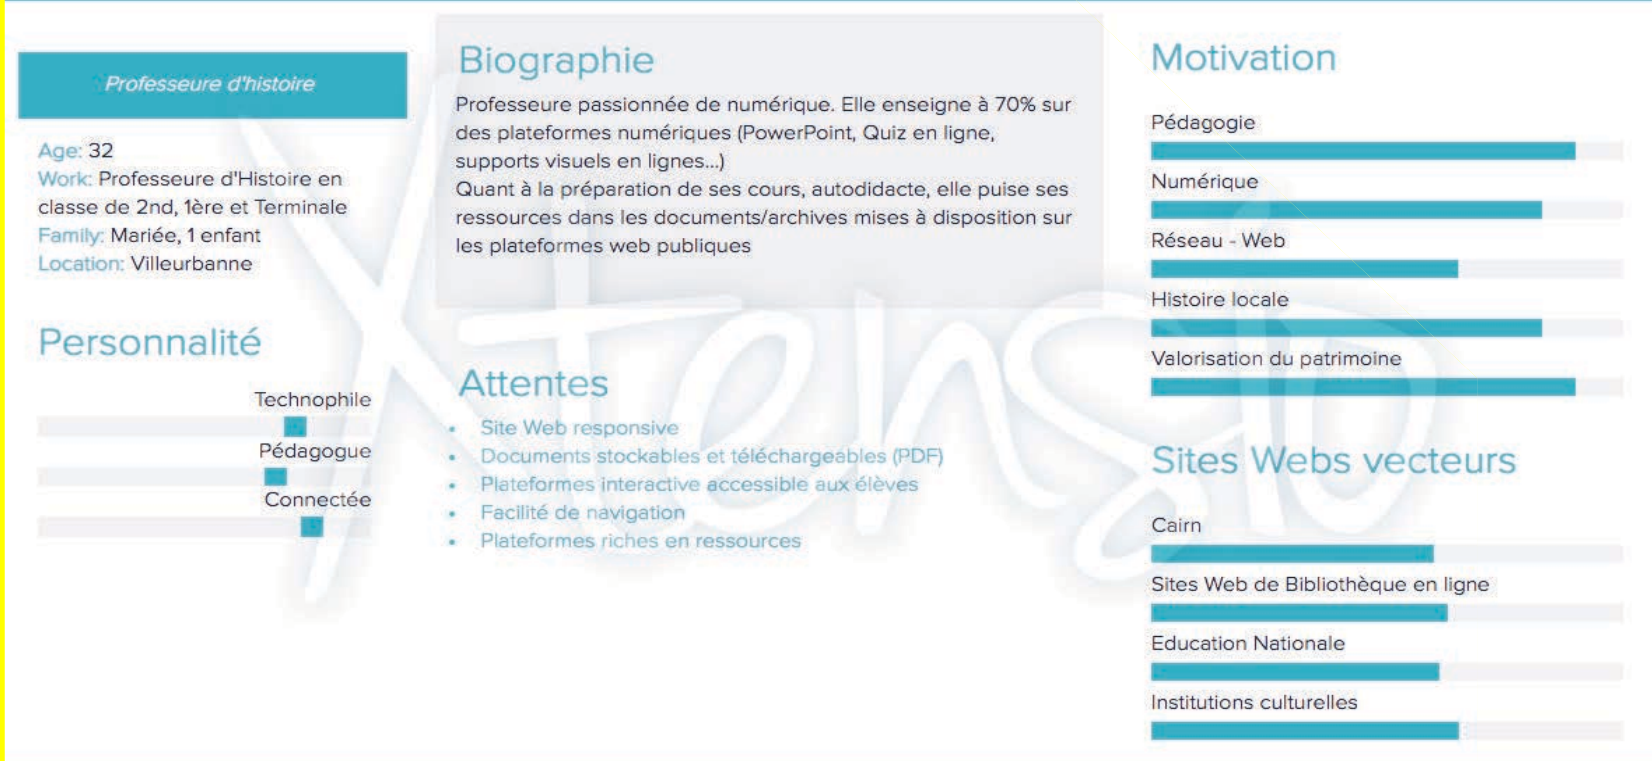 Professeure d'histoire
Age: 32
Work: Professeure d'Histoire en
classe de 2nd, 1ère et Terminale
Family: Mariée, 1 enfant
Location: Villeurbanne
Personnalité
Technophile
Pédagogue
Connectée
Biographie
Professeure passionnée de numérique. Elle enseigne à 70% sur
des plateformes numériques (PowerPoint, Quiz en ligne,
supports visuels en lignes...)
Quant à la préparation de ses cours, autodidacte, elle puise ses
ressources dans les documents/archives mises à disposition sur
les plateformes web publiques
Attentes
• Site Web responsive
• Documents stockables et téléchargeables (PDF)
• Plateformes interactive accessible aux élèves
• Facilité de navigation
• Plateformes riches en ressources
Motivation
Pédagogie
Numérique
Réseau - Web
Histoire locale
Valorisation du patrimoine
Sites Webs vecteurs
Cairn
Sites Web de Bibliothèque en ligne
Education Nationale
Institutions culturelles
Xtensio